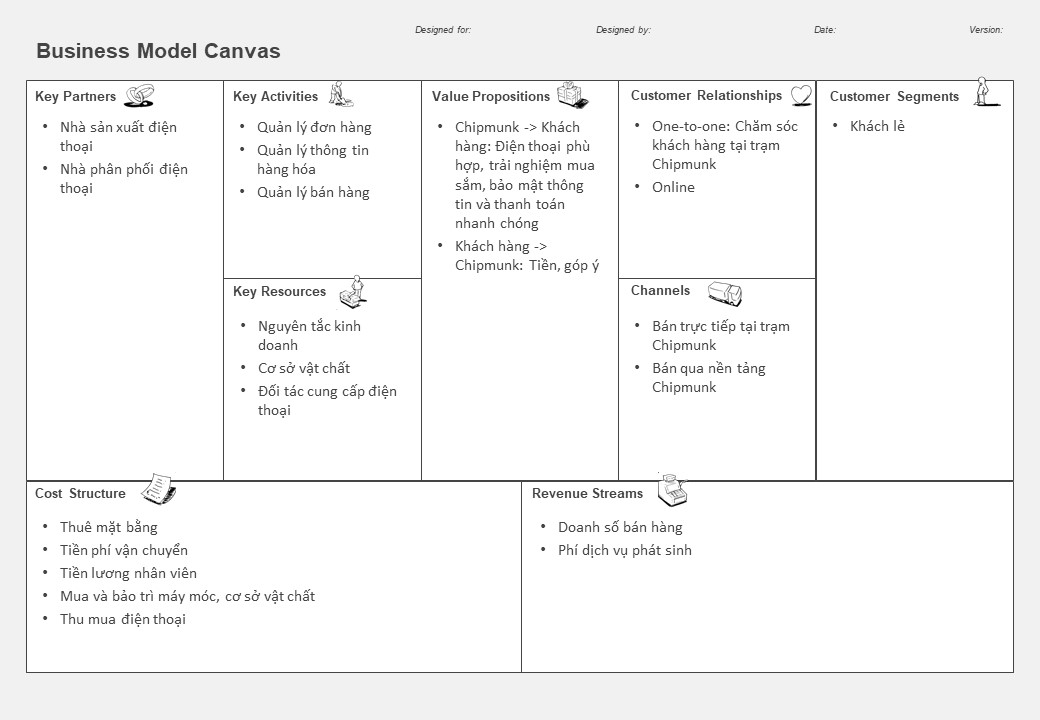 Designed for:
Designed by:
Date:
Version:
Business Model Canvas
Key Partners
• Nhà sản xuất điện
thoại
• Nhà phân phối điện
thoại
Key Activities
• Quản lý đơn hàng
• Quản lý thông tin
hàng hóa
• Quản lý bán hàng
Key Resources
• Nguyên tắc kinh
doanh
• Cơ sở vật chất
• Đối tác cung cấp điện
thoại
Value Propositions
• Chipmunk -> Khách
hàng: Điện thoại phù
hợp, trải nghiệm mua
sắm, bảo mật thông
tin và thanh toán
nhanh chóng
• Khách hàng ->
Chipmunk: Tiền, góp ý
Customer Relationships
• One-to-one: Chăm sóc
khách hàng tại trạm
Chipmunk
• Online
Channels
• Bán trực tiếp tại trạm
Chipmunk
• Bán qua nền tảng
Chipmunk
Customer Segments
• Khách lẻ
Cost Structure
• Thuê mặt bằng
• Tiền phí vận chuyển
• Tiền lương nhân viên
• Mua và bảo trì máy móc, cơ sở vật chất
• Thu mua điện thoại
Revenue Streams
• Doanh số bán hàng
• Phí dịch vụ phát sinh